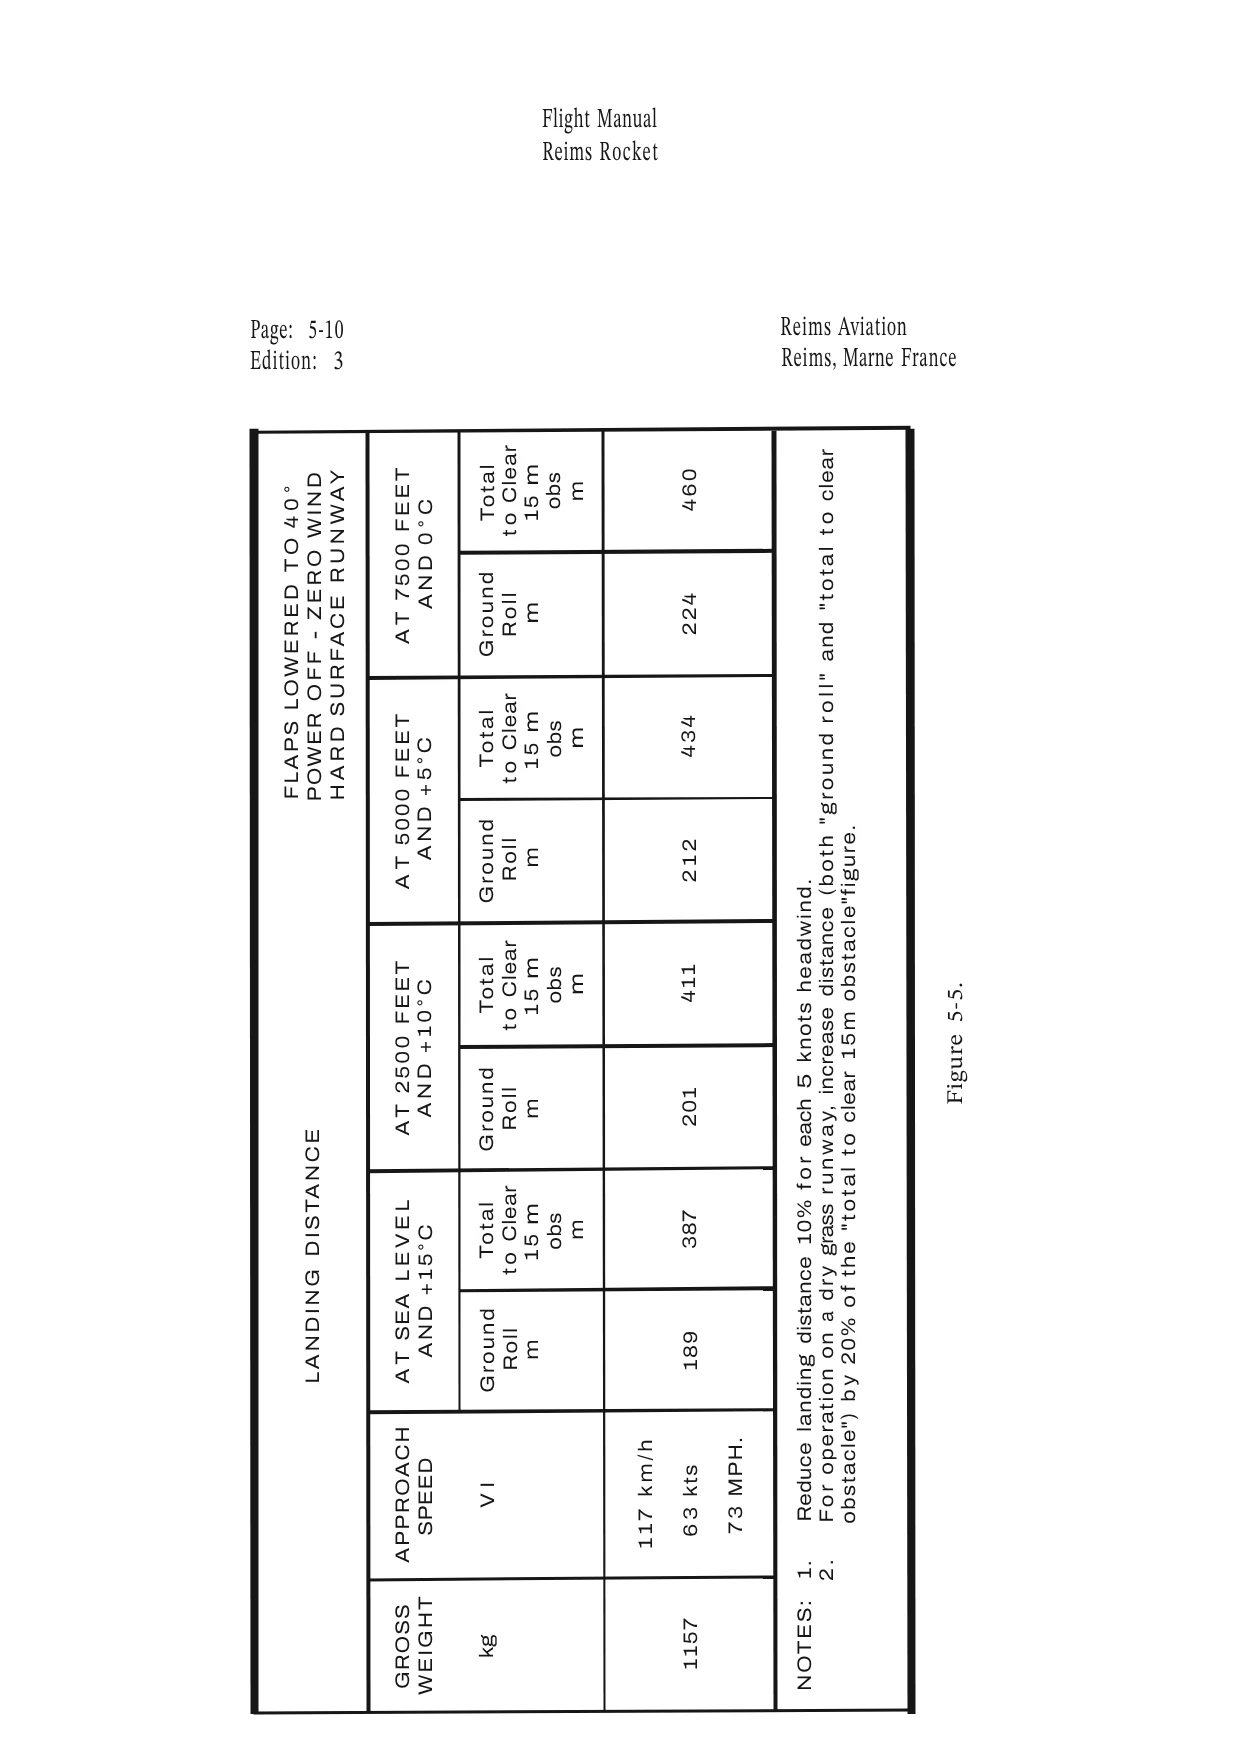 Flight Manual
Reims Rocket
Page: 5-10
Edition: 3
Reims Aviation
Reims, Marne France
LANDING DISTANCE
FLAPS LOWERED TO 40°
POWER OFF - ZERO WIND
HARD SURFACE RUNWAY
GROSS
WEIGHT
kg
APPROACH
SPEED
VI
AT SEA LEVEL
AND +15°C
AT 2500 FEET
AND +10°C
AT 5000 FEET
AND +5°C
AT 7500 FEET
AND 0°C
Ground
Roll
m
Total
to Clear
15 m
obs
m
Ground
Roll
m
Total
to Clear
15 m
obs
m
Ground
Roll
m
Total
to Clear
15 m
obs
m
Ground
Roll
m
Total
to Clear
15 m
obs
m
1157
117 km/h
63 kts
73 MPH.
189
387
201
411
212
434
224
460
NOTES: 1. Reduce landing distance 10% for each 5 knots headwind.
2. For operation on a dry grass runway, increase distance (both "ground roll" and "total to clear
obstacle") by 20% of the "total to clear 15m obstacle"figure.
Figure 5-5.